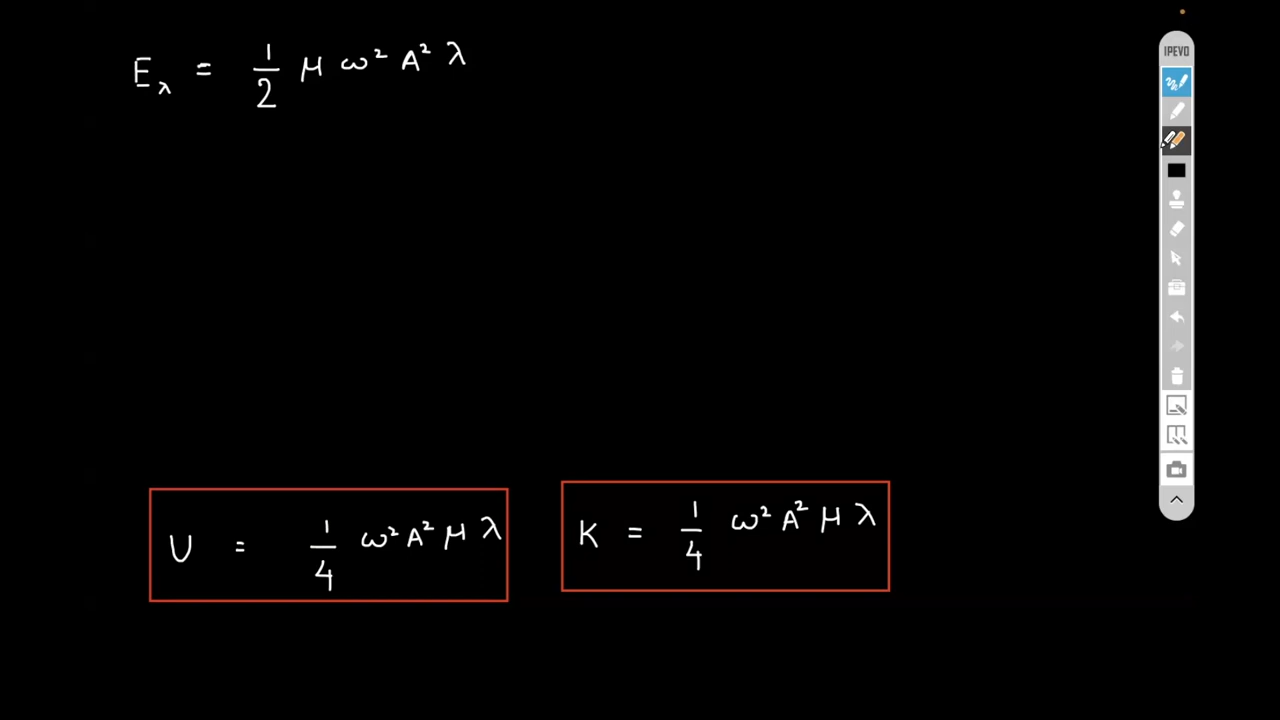 E_λ = 1/2 μ ω² A² λ
IPEVO
U = 1/4 ω² A² μ λ
K = 1/4 ω² A² μ λ